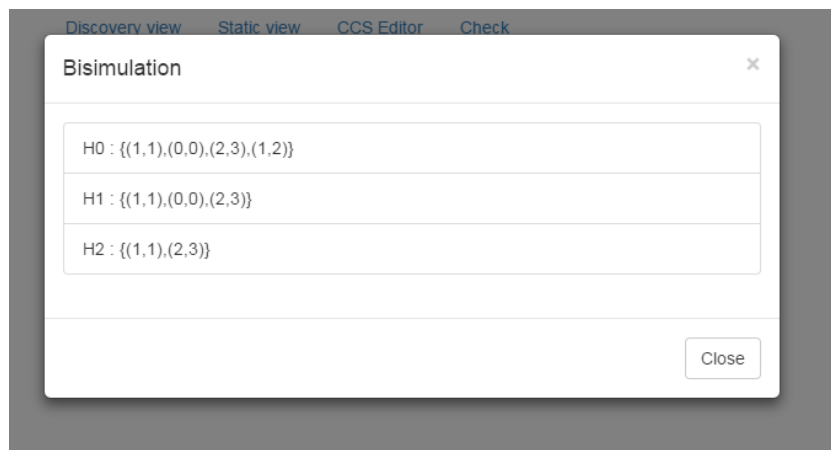 Discovery view Static view CCS Editor Check
Bisimulation ×
H0 : {(1,1),(0,0),(2,3),(1,2)}
H1 : {(1,1),(0,0),(2,3)}
H2 : {(1,1),(2,3)}
Close